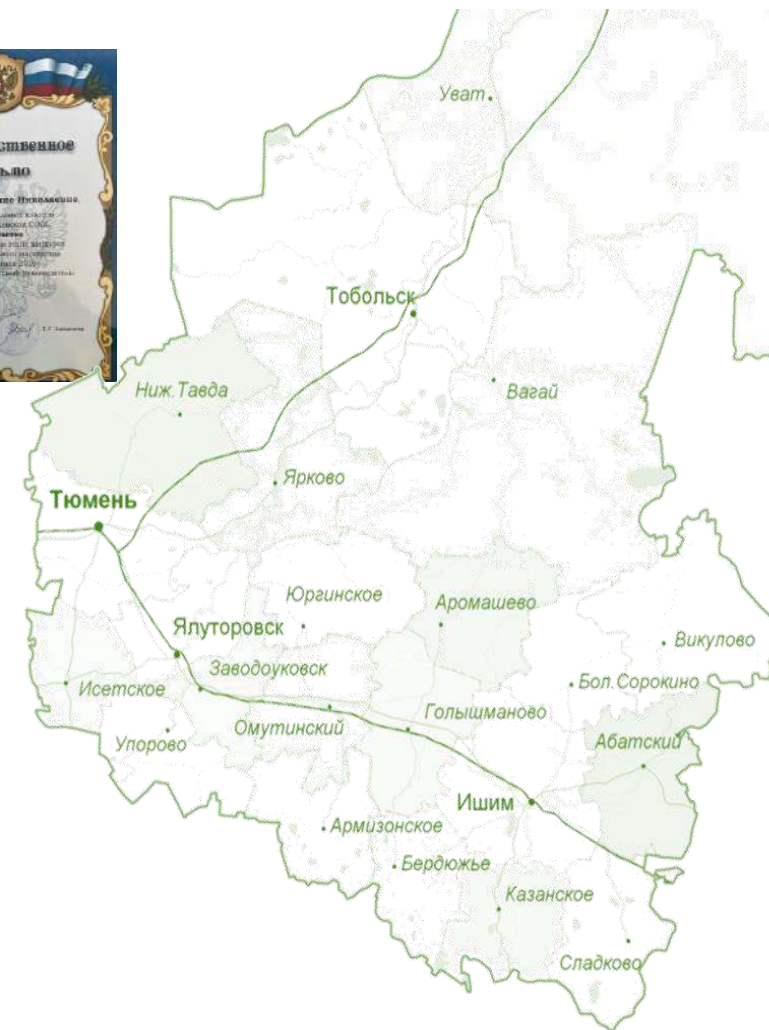 ственное
Николаевне,
Уват
Тобольск
Ниж.Тавда
Вагай
Ярково
Тюмень
Юргинское
Аромашево
Ялуторовск
Викулово
Заводоуковск
Исетское
Бол.Сорокино
Голышманово
Омутинский
Упорово
Абатский
Ишим
Армизонское
Бердюжье
Казанское
Сладково